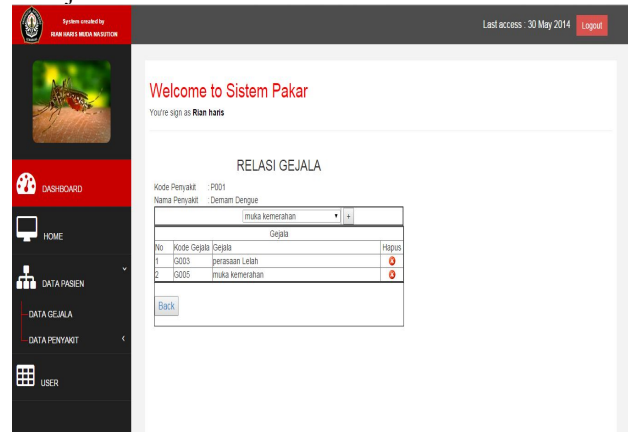 System created by
RIAN HARIS MUDA NASUTION
Last access : 30 May 2014 Logout
Welcome to Sistem Pakar
You're sign as Rian haris
RELASI GEJALA
Kode Penyakit : P001
Nama Penyakit : Demam Dengue
muka kemerahan +
Gejala
No Kode Gejala Gejala Hapus
1 G003 perasaan Lelah
2 G005 muka kemerahan
Back
DASHBOARD
HOME
DATA PASIEN
DATA GEJALA
DATA PENYAKIT
USER